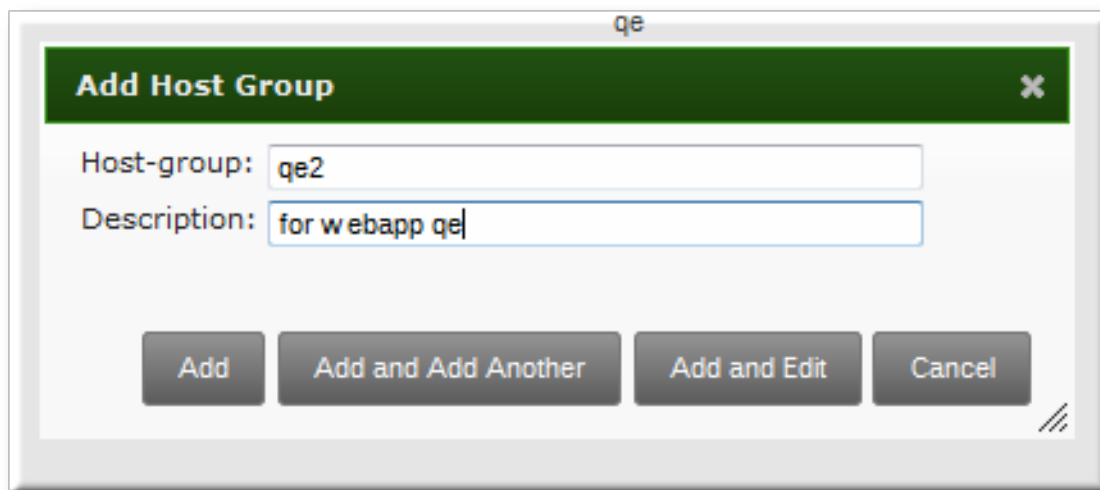 qe
Add Host Group
Host-group: qe2
Description: for webapp qe
Add Add and Add Another Add and Edit Cancel